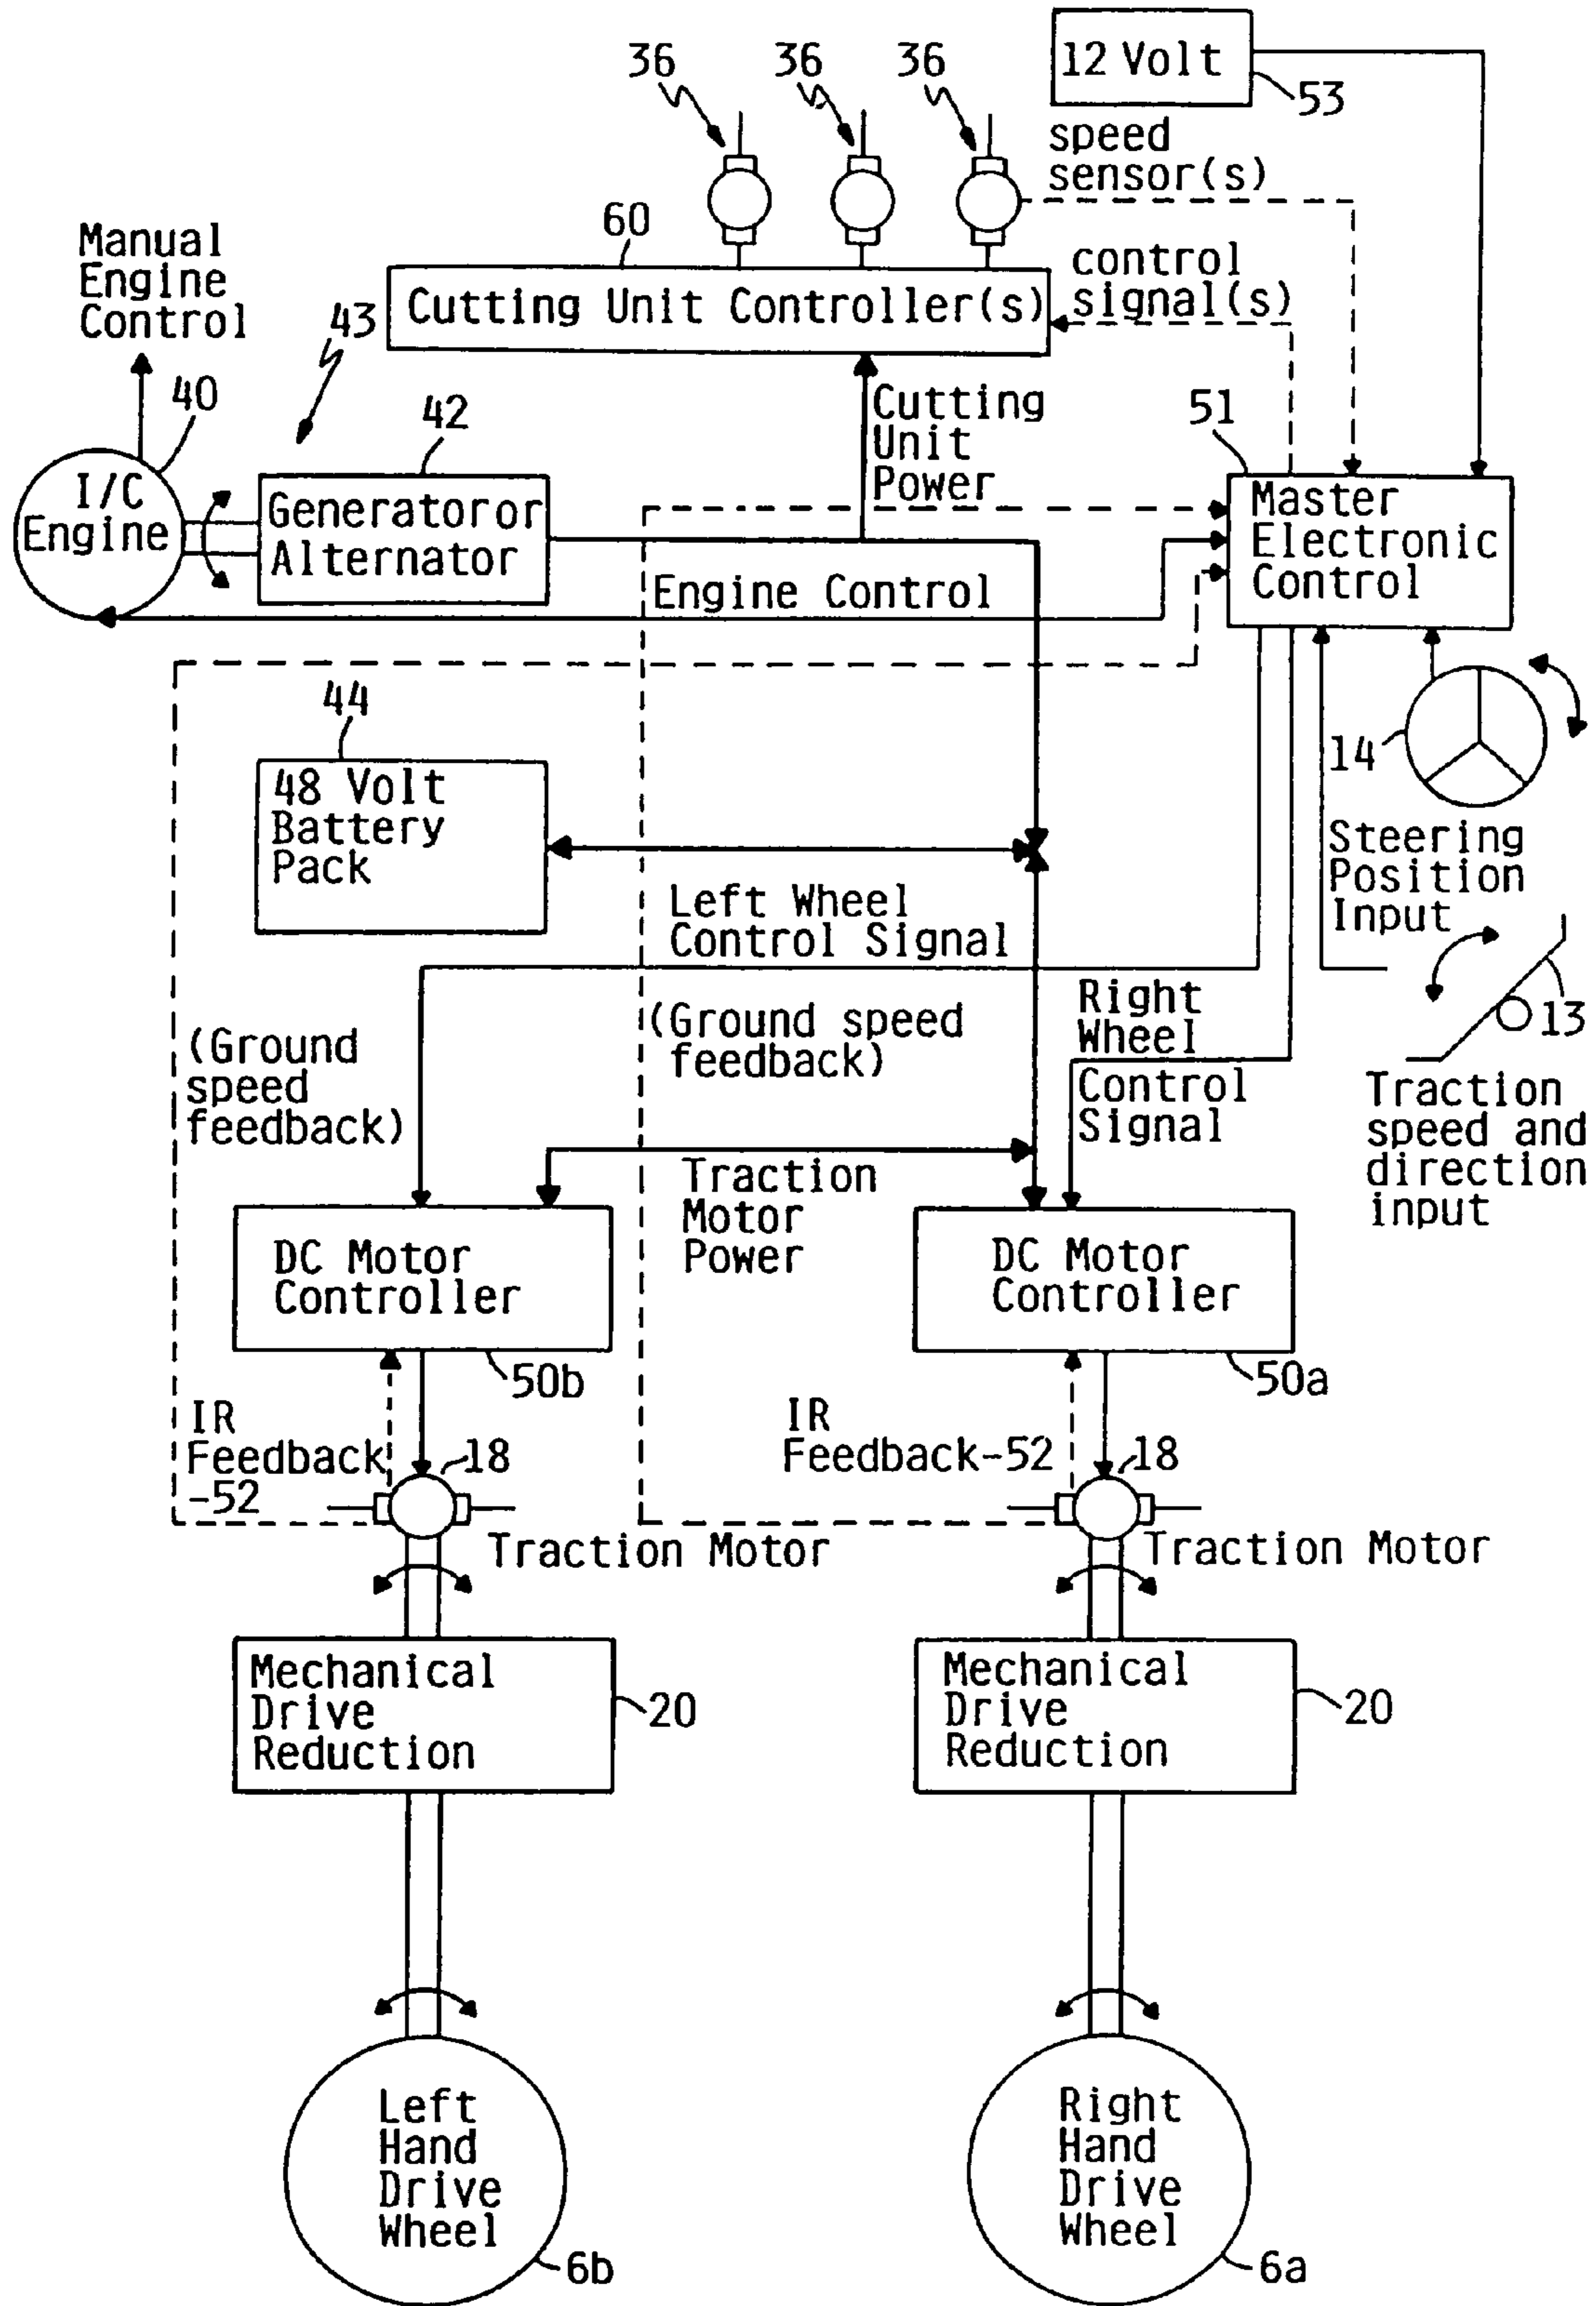 36
36
36
12 Volt
53
speed
sensor(s)
60
Manual
Engine
Control
control
signal(s)
Cutting Unit Controller(s)
43
40
42
Cutting
Unit
Power
51
I/C
Engine
Generator or
Alternator
Master
Electronic
Control
Engine Control
44
14
48 Volt
Battery
Pack
Steering
Position
Input
Left Wheel
Control Signal
13
Right
Wheel
Control
Signal
(Ground speed
feedback)
(Ground
speed
feedback)
Traction
speed and
direction
input
Traction
Motor
Power
DC Motor
Controller
DC Motor
Controller
50b
50a
IR
Feedback
-52
18
IR
Feedback-52
18
Traction Motor
Traction Motor
Mechanical
Drive
Reduction
20
Mechanical
Drive
Reduction
20
Left
Hand
Drive
Wheel
6b
Right
Hand
Drive
Wheel
6a